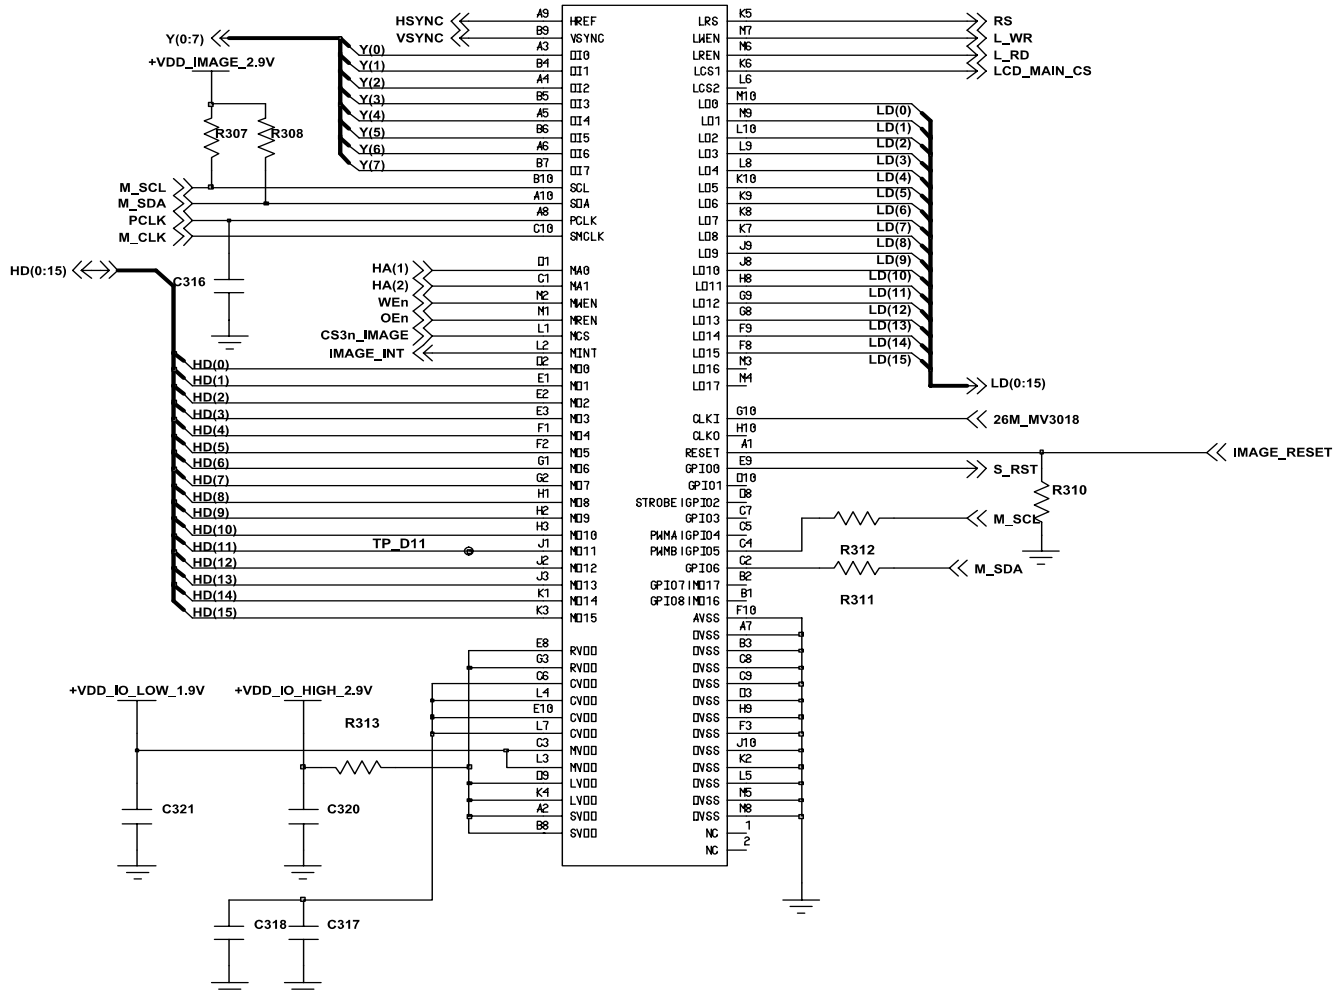 HSYNC A9 HREF
VSYNC B9 VSYNC
Y(0:7)
Y(0) A3 DI0
Y(1) B4 DI1
Y(2) A4 DI2
Y(3) B5 DI3
Y(4) A5 DI4
Y(5) B6 DI5
Y(6) A6 DI6
Y(7) B7 DI7
+VDD_IMAGE_2.9V
R307 R308
M_SCL B10 SCL
M_SDA A10 SDA
PCLK A8 PCLK
M_CLK C10 SMCLK
C316
HD(0:15)
HA(1) D1 MA0
HA(2) C1 MA1
WEn M2 MWEN
OEn M1 MREN
CS3n_IMAGE L1 MCS
IMAGE_INT L2 MINT
HD(0) D2 MD0
HD(1) E1 MD1
HD(2) E2 MD2
HD(3) E3 MD3
HD(4) F1 MD4
HD(5) F2 MD5
HD(6) G1 MD6
HD(7) G2 MD7
HD(8) H1 MD8
HD(9) H2 MD9
HD(10) H3 MD10
HD(11) TP_D11 J1 MD11
HD(12) J2 MD12
HD(13) J3 MD13
HD(14) K1 MD14
HD(15) K3 MD15
E8 RVDD
G3 RVDD
C6 CVDD
L4 CVDD
E10 CVDD
L7 CVDD
C3 MVDD
L3 MVDD
D9 LVDD
K4 LVDD
A2 SVDD
B8 SVDD
+VDD_IO_LOW_1.9V +VDD_IO_HIGH_2.9V
R313
C321 C320
C318 C317
LRS K5 RS
LWEN M7 L_WR
LREN M6 L_RD
LCS1 K6 LCD_MAIN_CS
LCS2 L6
LD0 M10 LD(0)
LD1 M9 LD(1)
LD2 L10 LD(2)
LD3 L9 LD(3)
LD4 L8 LD(4)
LD5 K10 LD(5)
LD6 K9 LD(6)
LD7 K8 LD(7)
LD8 K7 LD(8)
LD9 J9 LD(9)
LD10 J8 LD(10)
LD11 H8 LD(11)
LD12 G9 LD(12)
LD13 G8 LD(13)
LD14 F9 LD(14)
LD15 F8 LD(15)
LD16 M3
LD17 M4
LD(0:15)
CLKI G10 26M_MV3018
CLKO H10
RESET A1 IMAGE_RESET
GPIO0 E9 S_RST
GPIO1 D10
STROBE|GPIO2 D8
GPIO3 C7
PWMA|GPIO4 C5
PWMB|GPIO5 C4
GPIO6 C2
GPIO7|MD17 B2
GPIO8|MD16 B1
R310
M_SCL
R312
M_SDA
R311
AVSS F10
DVSS A7
DVSS B3
DVSS C8
DVSS C9
DVSS D3
DVSS H9
DVSS F3
DVSS J10
DVSS K2
DVSS L5
DVSS M5
DVSS M8
NC 1
NC 2